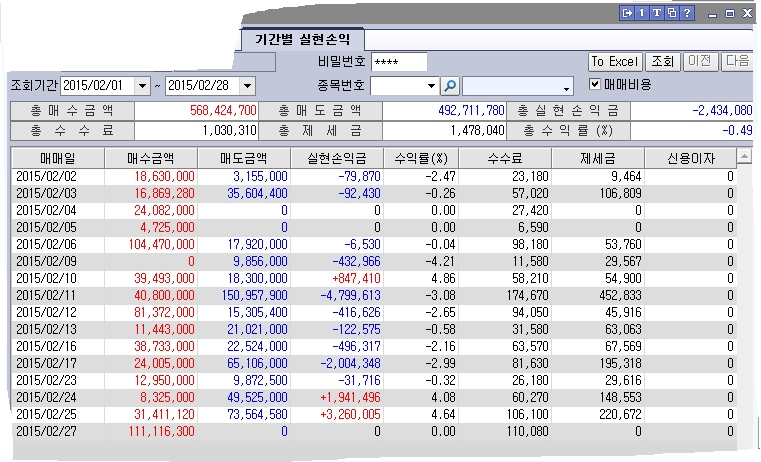 1 T ?
기간별 실현손익
비밀번호 **** To Excel 조회 이전 다음
조회기간 2015/02/01 ~ 2015/02/28 종목번호 매매비용
총 매 수 금 액 568,424,700 총 매 도 금 액 492,711,780 총 실 현 손 익 금 -2,434,080
총 수 수 료 1,030,310 총 제 세 금 1,478,040 총 수 익 률 (%) -0.49
매매일 매수금액 매도금액 실현손익금 수익률(%) 수수료 제세금 신용이자
2015/02/02 18,630,000 3,155,000 -79,870 -2.47 23,180 9,464 0
2015/02/03 16,869,280 35,604,400 -92,430 -0.26 57,020 106,809 0
2015/02/04 24,082,000 0 0 0.00 27,420 0 0
2015/02/05 4,725,000 0 0 0.00 6,590 0 0
2015/02/06 104,470,000 17,920,000 -6,530 -0.04 98,180 53,760 0
2015/02/09 0 9,856,000 -432,966 -4.21 11,580 29,567 0
2015/02/10 39,493,000 18,300,000 +847,410 4.86 58,210 54,900 0
2015/02/11 40,800,000 150,957,900 -4,799,613 -3.08 174,670 452,833 0
2015/02/12 81,372,000 15,305,400 -416,626 -2.65 94,050 45,916 0
2015/02/13 11,443,000 21,021,000 -122,575 -0.58 31,580 63,063 0
2015/02/16 38,733,000 22,524,000 -496,317 -2.16 63,570 67,569 0
2015/02/17 24,005,000 65,106,000 -2,004,348 -2.99 81,630 195,318 0
2015/02/23 12,950,000 9,872,500 -31,716 -0.32 26,180 29,616 0
2015/02/24 8,325,000 49,525,000 +1,941,496 4.08 60,270 148,553 0
2015/02/25 31,411,120 73,564,580 +3,260,005 4.64 106,100 220,672 0
2015/02/27 111,116,300 0 0 0.00 110,080 0 0